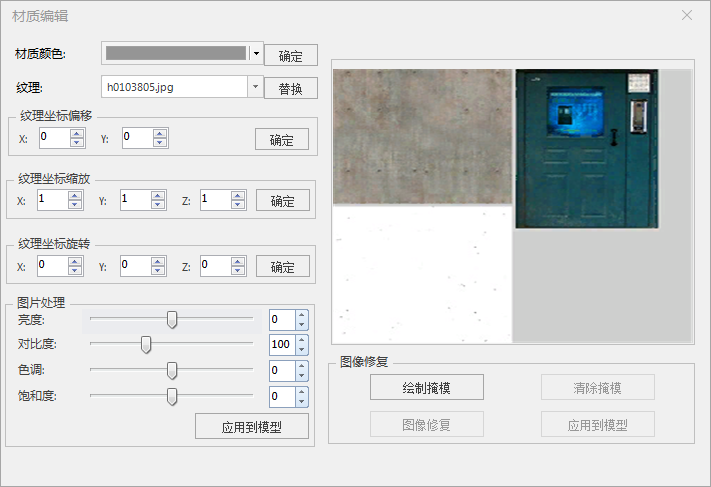 材质编辑
材质颜色: 确定
纹理: h0103805.jpg 替换
纹理坐标偏移
X: 0 Y: 0 确定
纹理坐标缩放
X: 1 Y: 1 Z: 1 确定
纹理坐标旋转
X: 0 Y: 0 Z: 0 确定
图片处理
亮度: 0
对比度: 100
色调: 0
饱和度: 0
应用到模型
图像修复
绘制掩模 清除掩模
图像修复 应用到模型